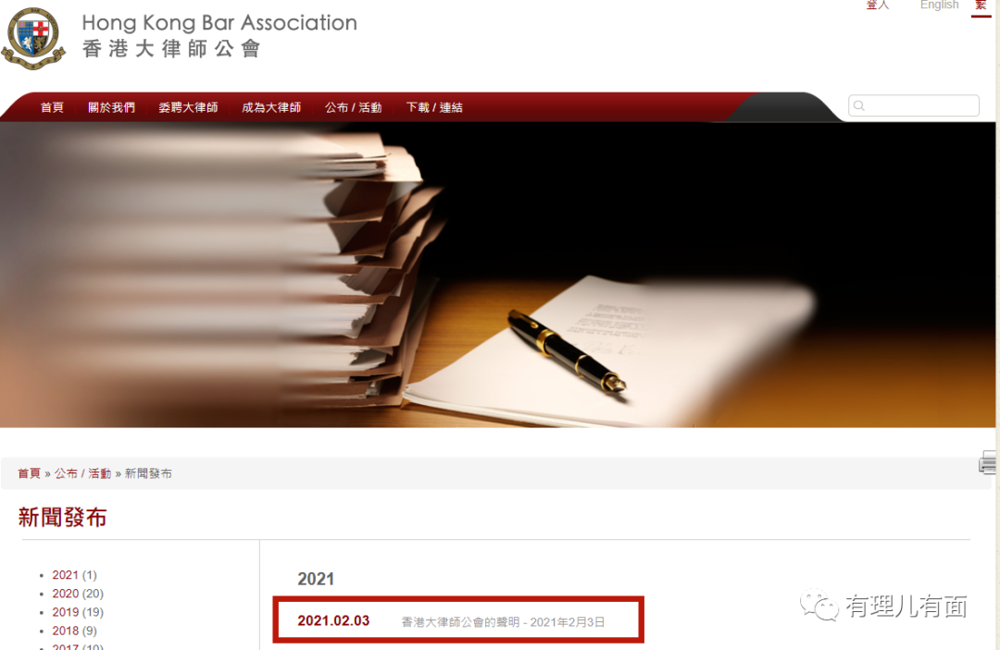 登入 English 繁
Hong Kong Bar Association
香港大律師公會
首頁 關於我們 委聘大律師 成為大律師 公布 / 活動 下載 / 連結
首頁 » 公布 / 活動 » 新聞發布
新聞發布
2021 (1)
2020 (20)
2019 (19)
2018 (9)
2017 (10)
2021
2021.02.03 香港大律師公會的聲明 - 2021年2月3日
有理儿有面